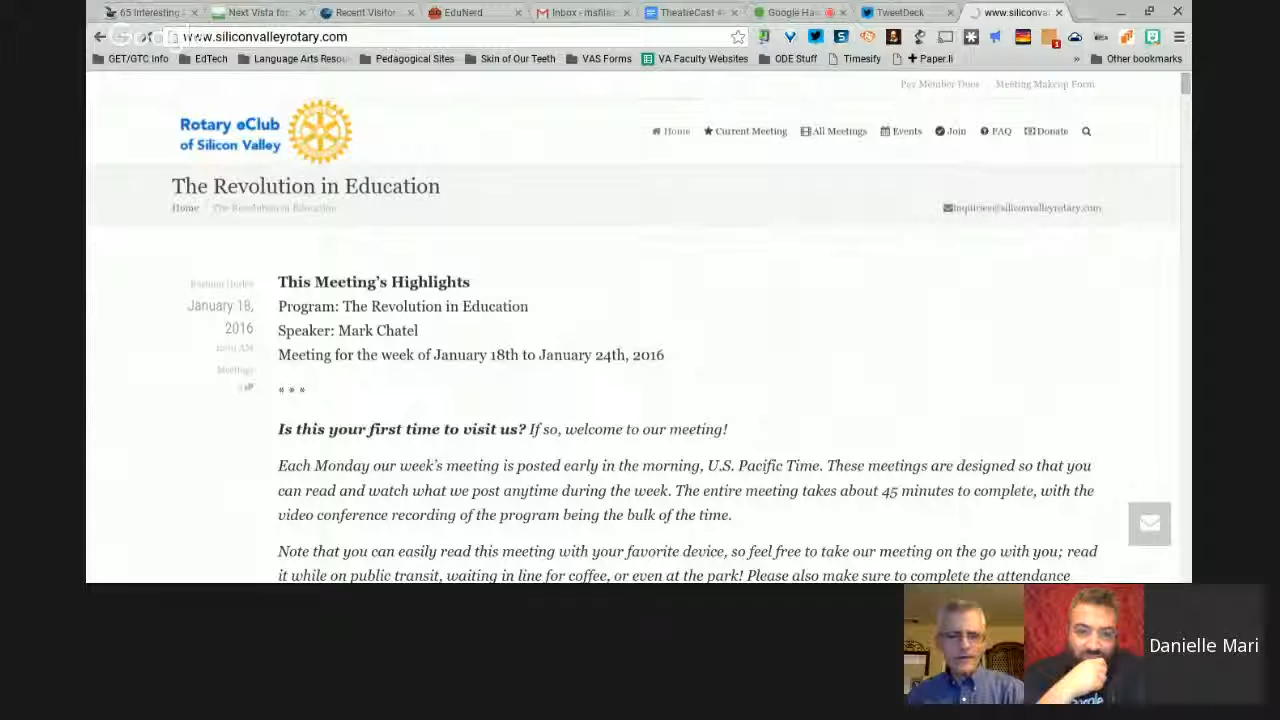 65 Interesting
Next Vista for
Recent Visitor
EduNerd
Inbox - msfilas
TheatreCast
Google Ha
TweetDeck
www.siliconva
www.siliconvalleyrotary.com
GET/GTC Info
EdTech
Language Arts Resou
Pedagogical Sites
Skin of Our Teeth
VAS Forms
VA Faculty Websites
ODE Stuff
Timesify
Paper.li
»
Other bookmarks
Pay Member Dues
Meeting Makeup Form
Rotary eClub
of Silicon Valley
Home
Current Meeting
All Meetings
Events
Join
FAQ
Donate
The Revolution in Education
Home
The Revolution in Education
inquiries@siliconvalleyrotary.com
January 18,
2016
12:01 AM
Meetings
This Meeting's Highlights
Program: The Revolution in Education
Speaker: Mark Chatel
Meeting for the week of January 18th to January 24th, 2016
* * *
Is this your first time to visit us? If so, welcome to our meeting!
Each Monday our week's meeting is posted early in the morning, U.S. Pacific Time. These meetings are designed so that you
can read and watch what we post anytime during the week. The entire meeting takes about 45 minutes to complete, with the
video conference recording of the program being the bulk of the time.
Note that you can easily read this meeting with your favorite device, so feel free to take our meeting on the go with you; read
it while on public transit, waiting in line for coffee, or even at the park! Please also make sure to complete the attendance
Danielle Mari